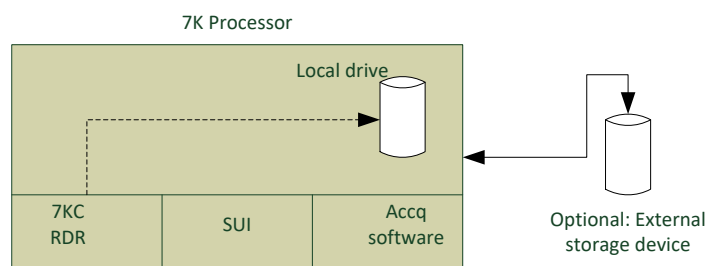 7K Processor
Local drive
7KC
RDR
SUI
Accq
software
Optional: External
storage device